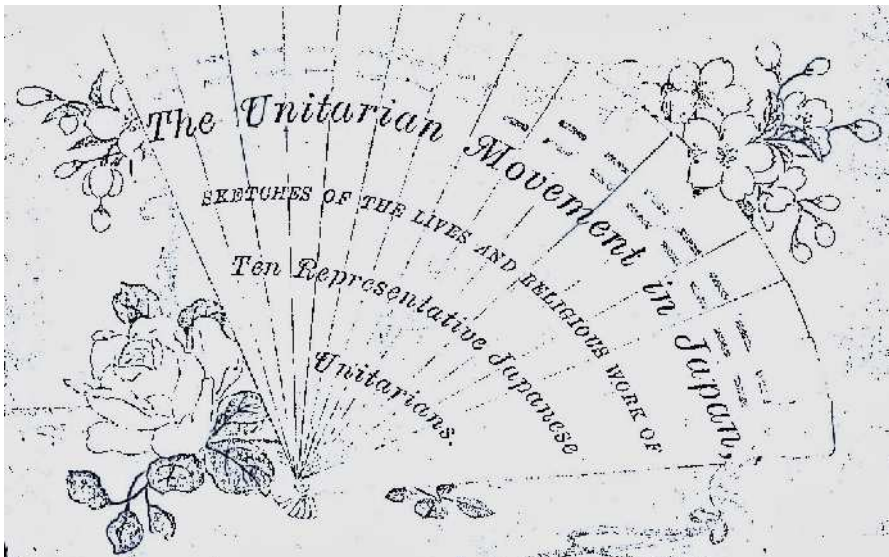 The Unitarian Movement in Japan,
SKETCHES OF THE LIVES AND RELIGIOUS WORK OF
Ten Representative Japanese
Unitarians.